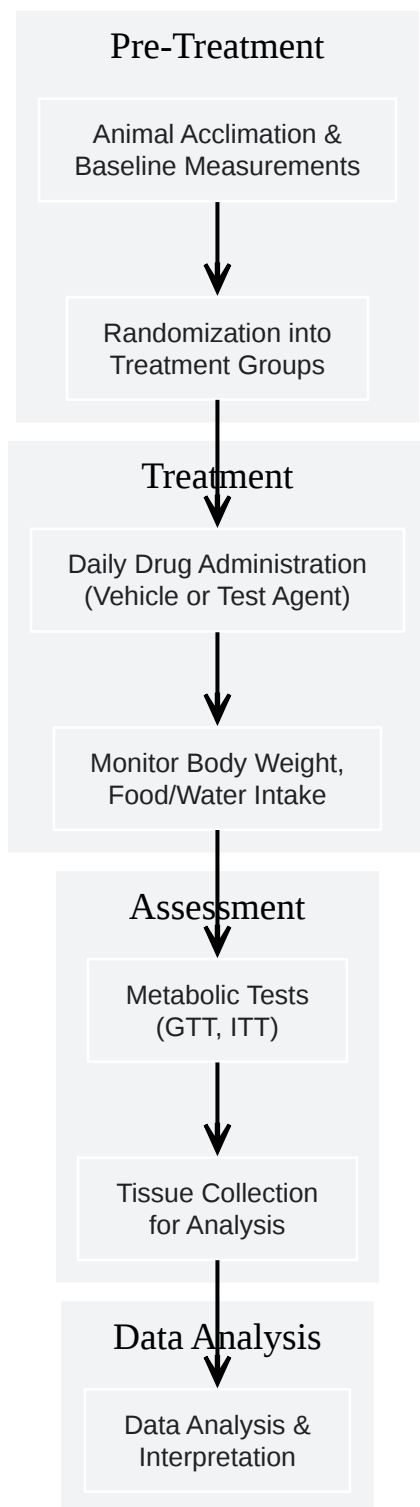 Pre-Treatment
Animal Acclimation &
Baseline Measurements
Randomization into
Treatment Groups
Treatment
Daily Drug Administration
(Vehicle or Test Agent)
Monitor Body Weight,
Food/Water Intake
Assessment
Metabolic Tests
(GTT, ITT)
Tissue Collection
for Analysis
Data Analysis
Data Analysis &
Interpretation